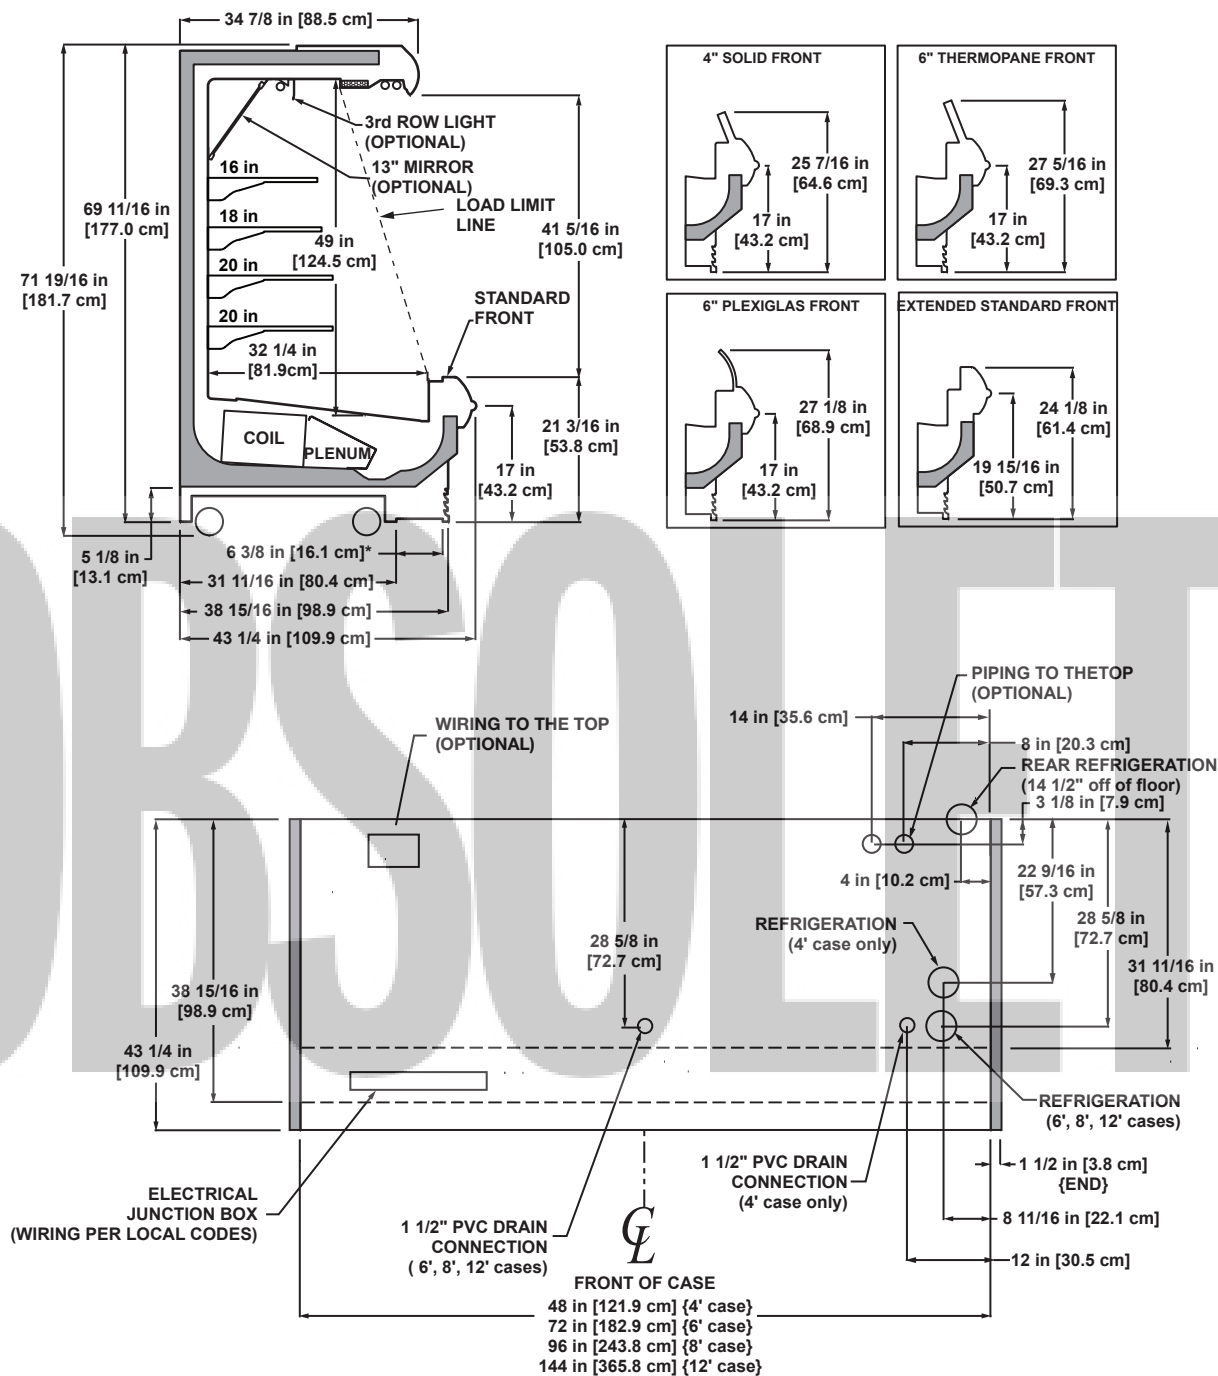 34 7/8 in [88.5 cm]
3rd ROW LIGHT
(OPTIONAL)
13" MIRROR
(OPTIONAL)
16 in
18 in
20 in
20 in
LOAD LIMIT
LINE
49 in
[124.5 cm]
69 11/16 in
[177.0 cm]
71 19/16 in
[181.7 cm]
41 5/16 in
[105.0 cm]
STANDARD
FRONT
32 1/4 in
[81.9cm]
COIL
PLENUM
21 3/16 in
[53.8 cm]
17 in
[43.2 cm]
5 1/8 in
[13.1 cm]
6 3/8 in [16.1 cm]*
31 11/16 in [80.4 cm]
38 15/16 in [98.9 cm]
43 1/4 in [109.9 cm]
4" SOLID FRONT
25 7/16 in
[64.6 cm]
17 in
[43.2 cm]
6" THERMOPANE FRONT
27 5/16 in
[69.3 cm]
17 in
[43.2 cm]
6" PLEXIGLAS FRONT
27 1/8 in
[68.9 cm]
17 in
[43.2 cm]
EXTENDED STANDARD FRONT
24 1/8 in
[61.4 cm]
19 15/16 in
[50.7 cm]
OBSOLET
PIPING TO THETOP
(OPTIONAL)
14 in [35.6 cm]
WIRING TO THE TOP
(OPTIONAL)
8 in [20.3 cm]
REAR REFRIGERATION
(14 1/2" off of floor)
3 1/8 in [7.9 cm]
4 in [10.2 cm]
22 9/16 in
[57.3 cm]
28 5/8 in
[72.7 cm]
REFRIGERATION
(4' case only)
28 5/8 in
[72.7 cm]
31 11/16 in
[80.4 cm]
38 15/16 in
[98.9 cm]
43 1/4 in
[109.9 cm]
REFRIGERATION
(6', 8', 12' cases)
1 1/2" PVC DRAIN
CONNECTION
(4' case only)
1 1/2 in [3.8 cm]
{END}
ELECTRICAL
JUNCTION BOX
(WIRING PER LOCAL CODES)
8 11/16 in [22.1 cm]
1 1/2" PVC DRAIN
CONNECTION
( 6', 8', 12' cases)
CL
12 in [30.5 cm]
FRONT OF CASE
48 in [121.9 cm] {4' case}
72 in [182.9 cm] {6' case}
96 in [243.8 cm] {8' case}
144 in [365.8 cm] {12' case}